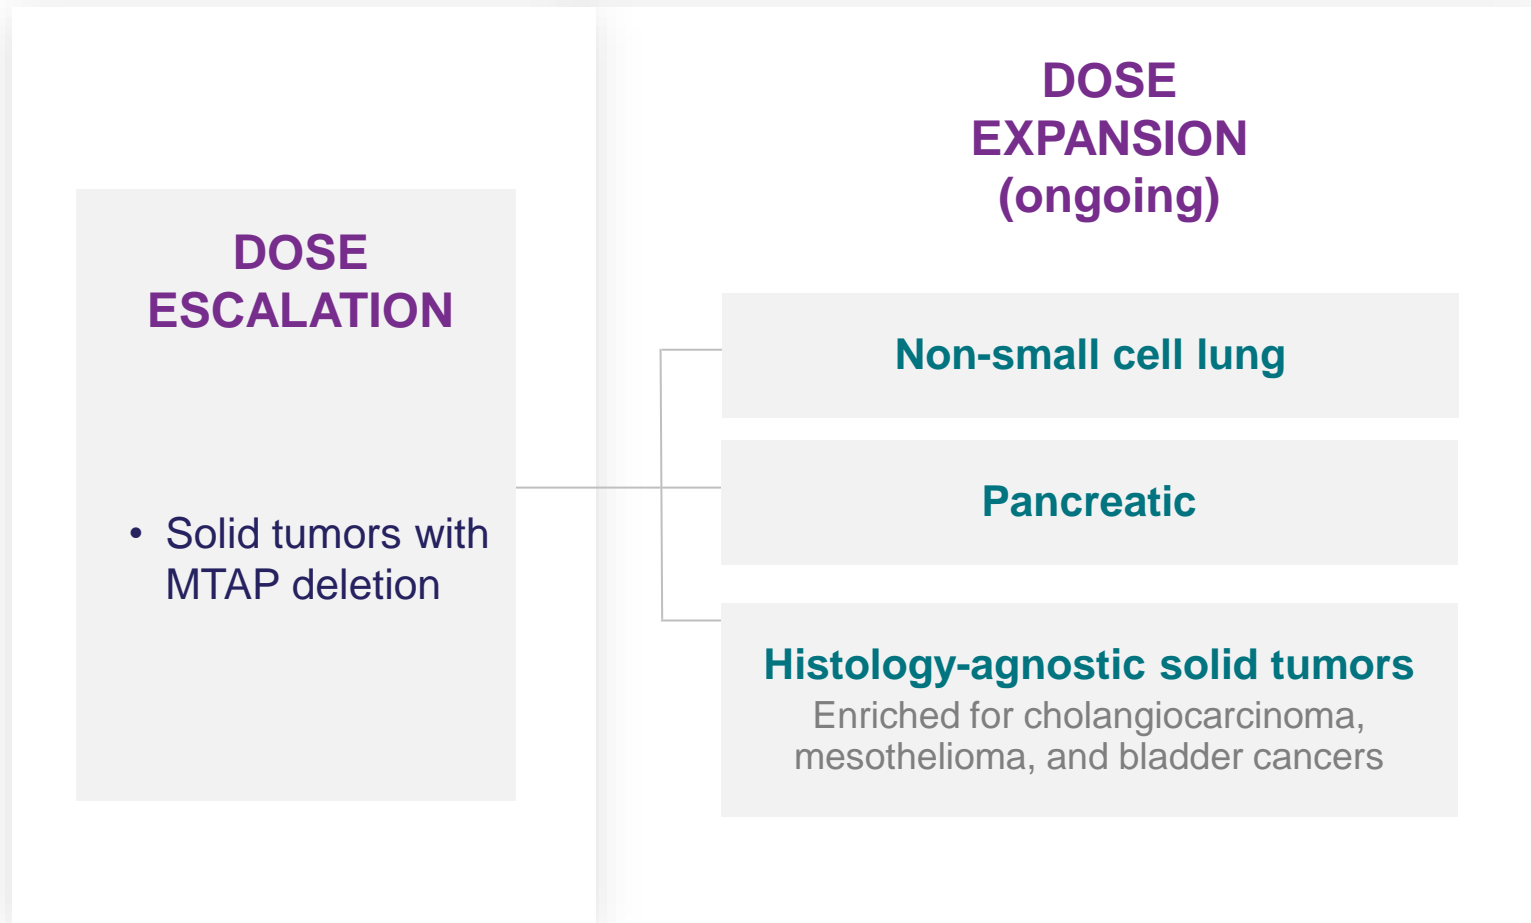 DOSE
ESCALATION
• Solid tumors with
MTAP deletion
DOSE
EXPANSION
(ongoing)
Non-small cell lung
Pancreatic
Histology-agnostic solid tumors
Enriched for cholangiocarcinoma,
mesothelioma, and bladder cancers